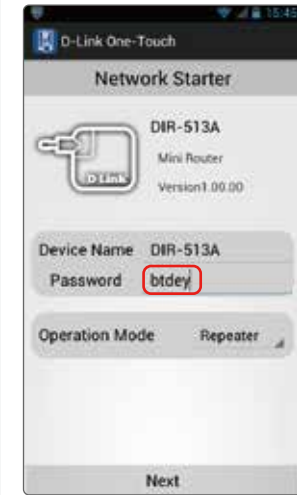 15:45
D-Link One-Touch
Network Starter
DIR-513A
Mini Router
Version1.00.00
D-Link
Device Name DIR-513A
Password btdey
Operation Mode Repeater
Next